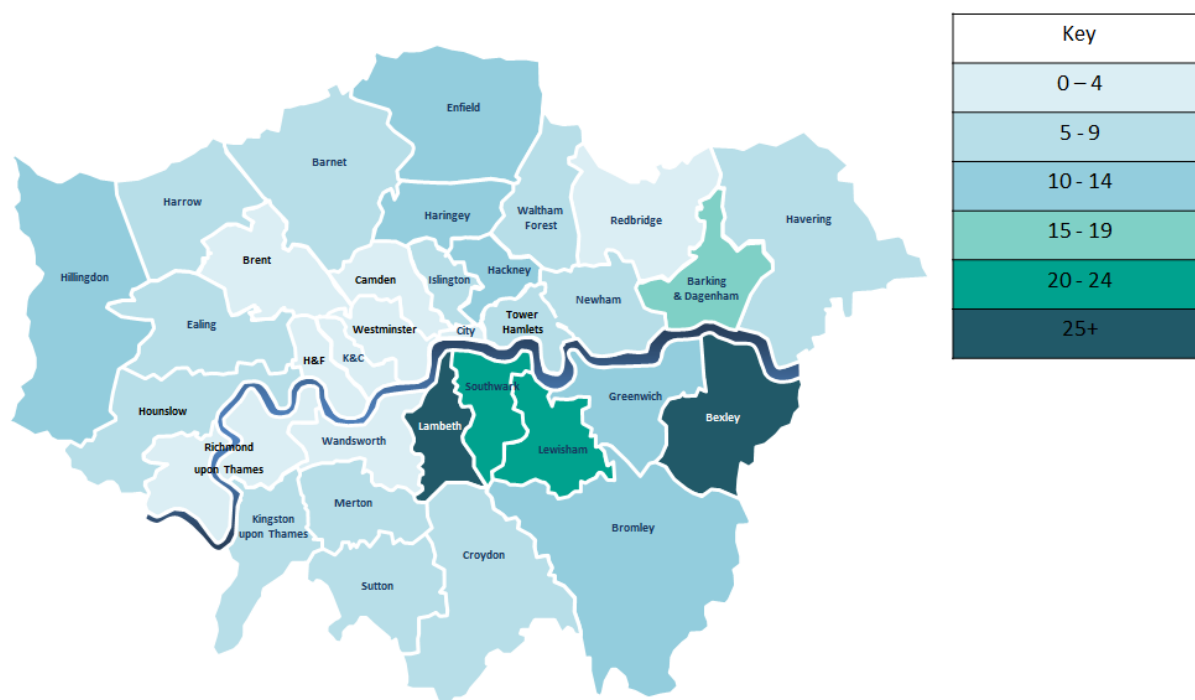 Key
0 – 4
5 - 9
10 - 14
15 - 19
20 - 24
25+
Enfield
Barnet
Harrow
Haringey
Waltham
Forest
Redbridge
Havering
Brent
Camden
Islington
Hackney
Hillingdon
Barking
& Dagenham
Newham
Ealing
Westminster
City
Tower
Hamlets
H&F
K&C
Southwark
Greenwich
Hounslow
Lambeth
Bexley
Richmond
upon Thames
Wandsworth
Lewisham
Merton
Kingston
upon Thames
Bromley
Croydon
Sutton